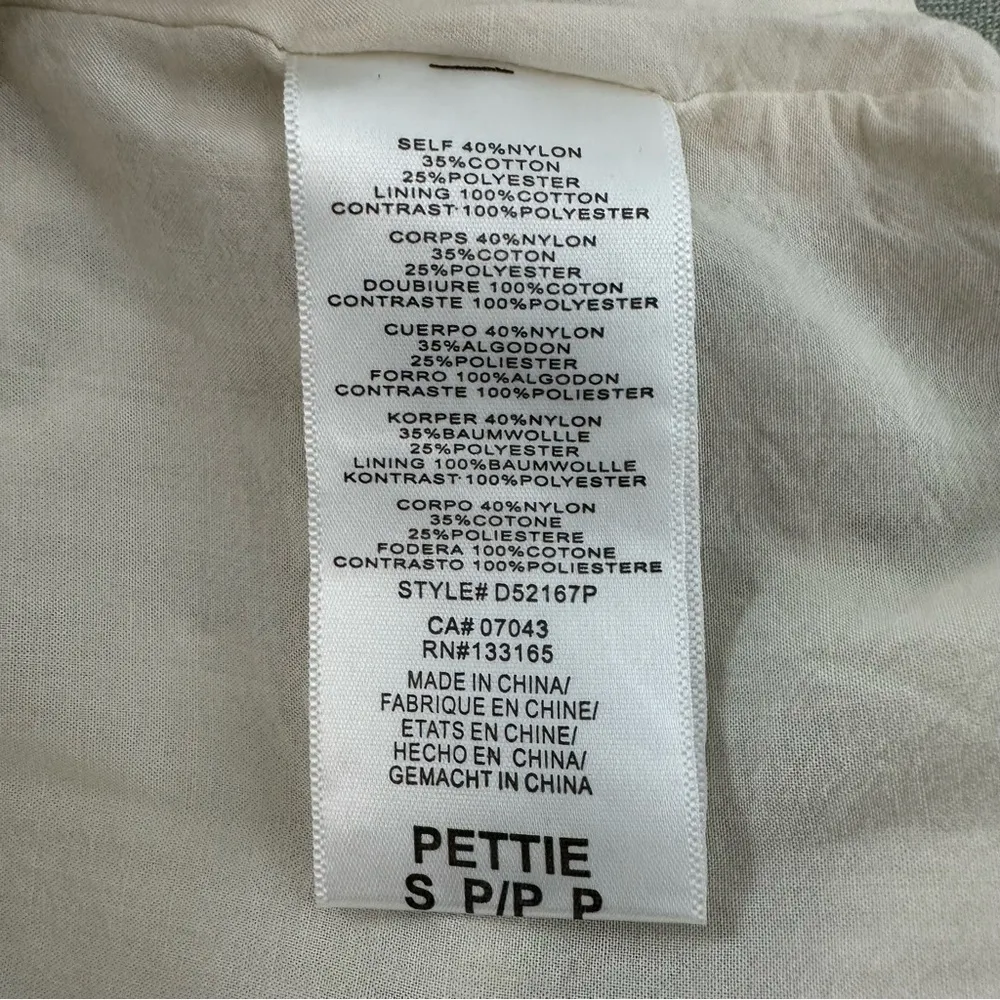 SELF 40%NYLON
35%COTTON
25%POLYESTER
LINING 100%COTTON
CONTRAST 100%POLYESTER
CORPS 40%NYLON
35%COTON
25%POLYESTER
DOUBIURE 100%COTON
CONTRASTE 100%POLYESTER
CUERPO 40%NYLON
35%ALGODON
25%POLIESTER
FORRO 100%ALGODON
CONTRASTE 100%POLIESTER
KORPER 40%NYLON
35%BAUMWOLLLE
25%POLYESTER
LINING 100%BAUMWOLLLE
KONTRAST 100%POLYESTER
CORPO 40%NYLON
35%COTONE
25%POLIESTERE
FODERA 100%COTONE
CONTRASTO 100%POLIESTERE
STYLE# D52167P
CA# 07043
RN#133165
MADE IN CHINA/
FABRIQUE EN CHINE/
ETATS EN CHINE/
HECHO EN CHINA/
GEMACHT IN CHINA
PETTIE
S P/P P